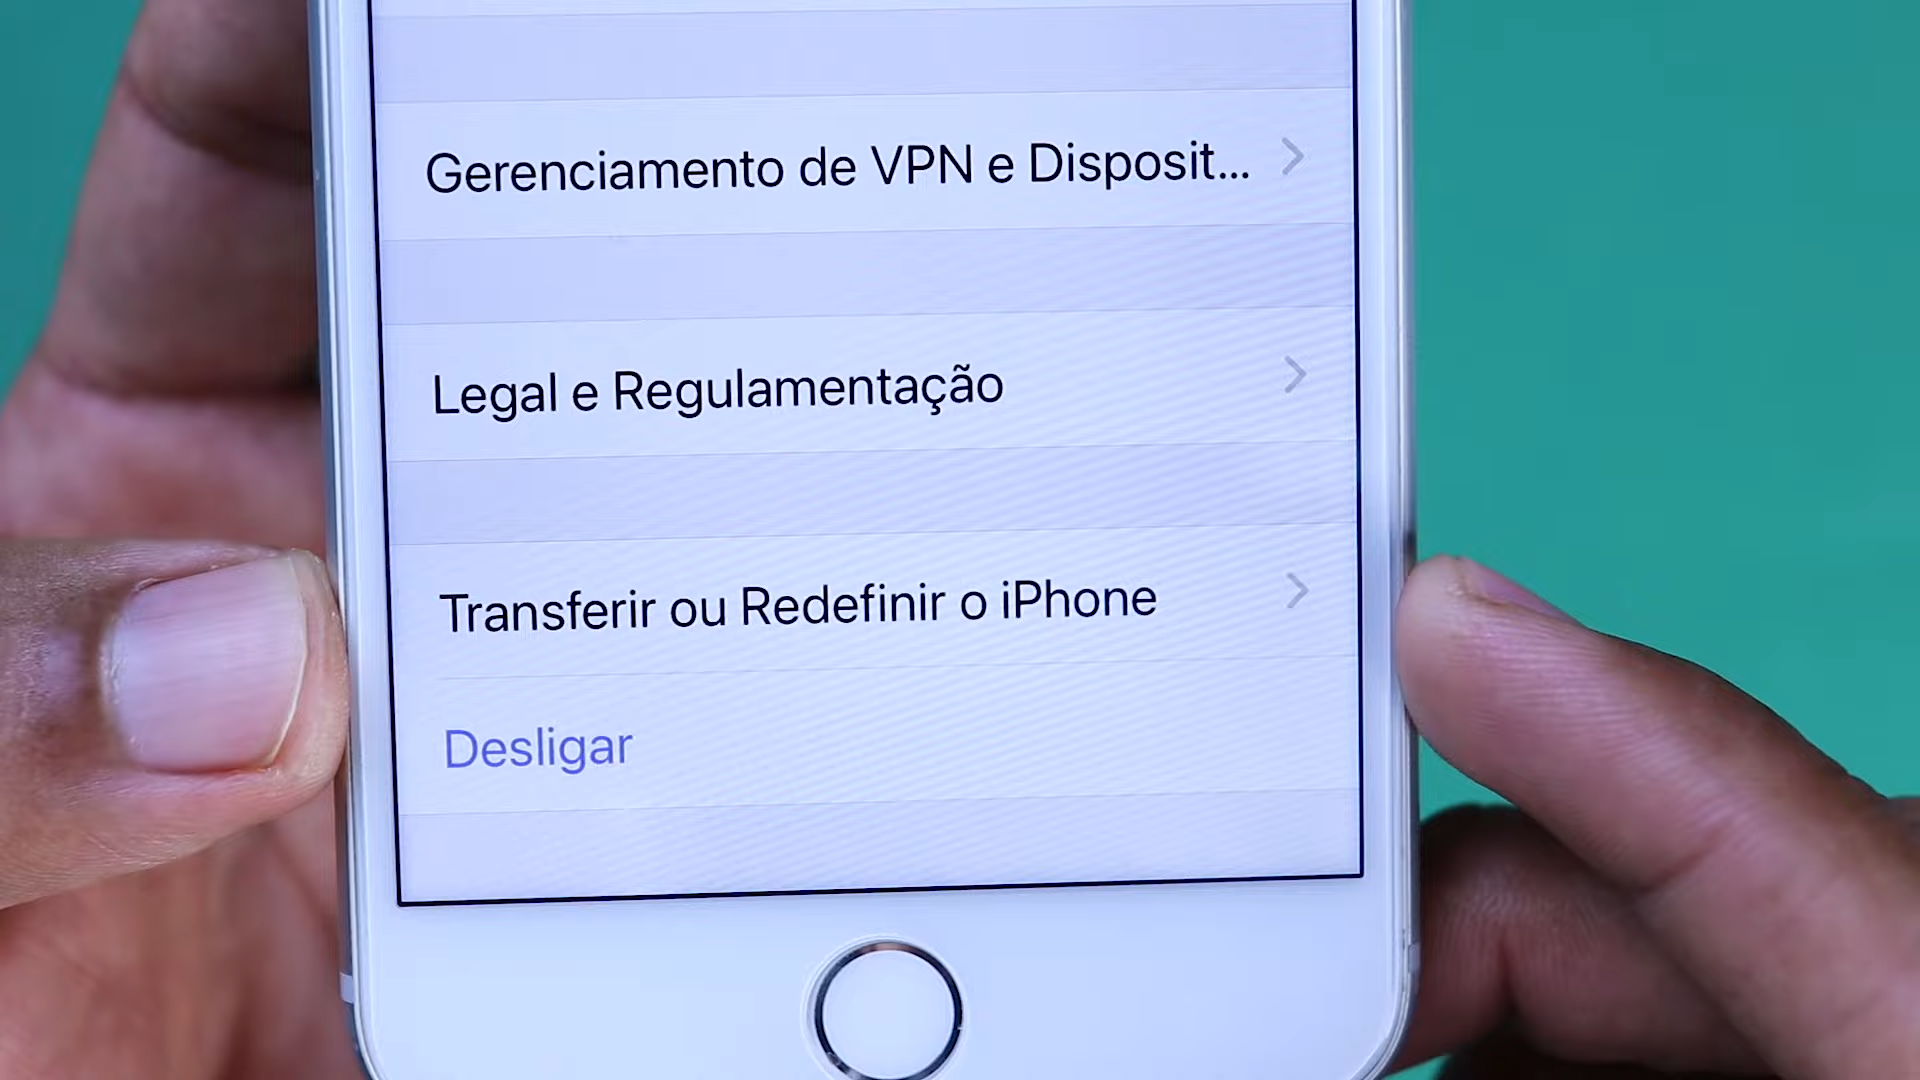 Gerenciamento de VPN e Disposit...
Legal e Regulamentação
Transferir ou Redefinir o iPhone
Desligar